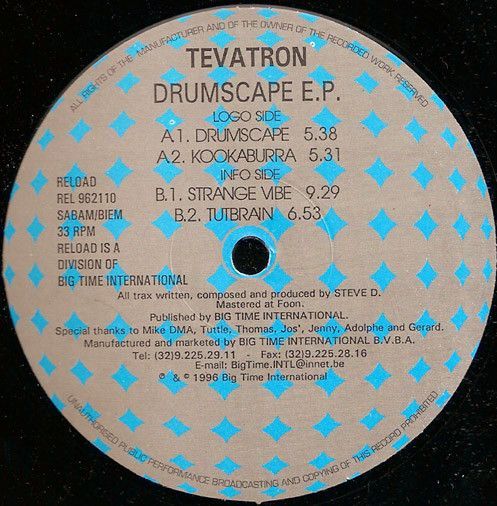 ALL RIGHTS OF THE MANUFACTURER AND OF THE OWNER OF THE RECORDED WORK RESERVED
TEVATRON
DRUMSCAPE E.P.
LOGO SIDE
A1. DRUMSCAPE 5.38
A2. KOOKABURRA 5.31
INFO SIDE
B.1. STRANGE VIBE 9.29
B.2. TUTBRAIN 6.53
RELOAD
REL 962110
SABAM/BIEM
33 RPM
RELOAD IS A
DIVISION OF
BIG TIME INTERNATIONAL
All trax written, composed and produced by STEVE D.
Mastered at Foon.
Published by BIG TIME INTERNATIONAL.
Special thanks to Mike DMA, Tuttle, Thomas, Jos', Jenny, Adolphe and Gerard.
Manufactured and marketed by BIG TIME INTERNATIONAL B.V.B.A.
Tel: (32)9.225.29.11 - Fax: (32)9.225.28.16
E-mail: BigTime.INTL@innet.be
℗ & © 1996 Big Time International
UNAUTHORISED PUBLIC PERFORMANCE BROADCASTING AND COPYING OF THIS RECORD PROHIBITED